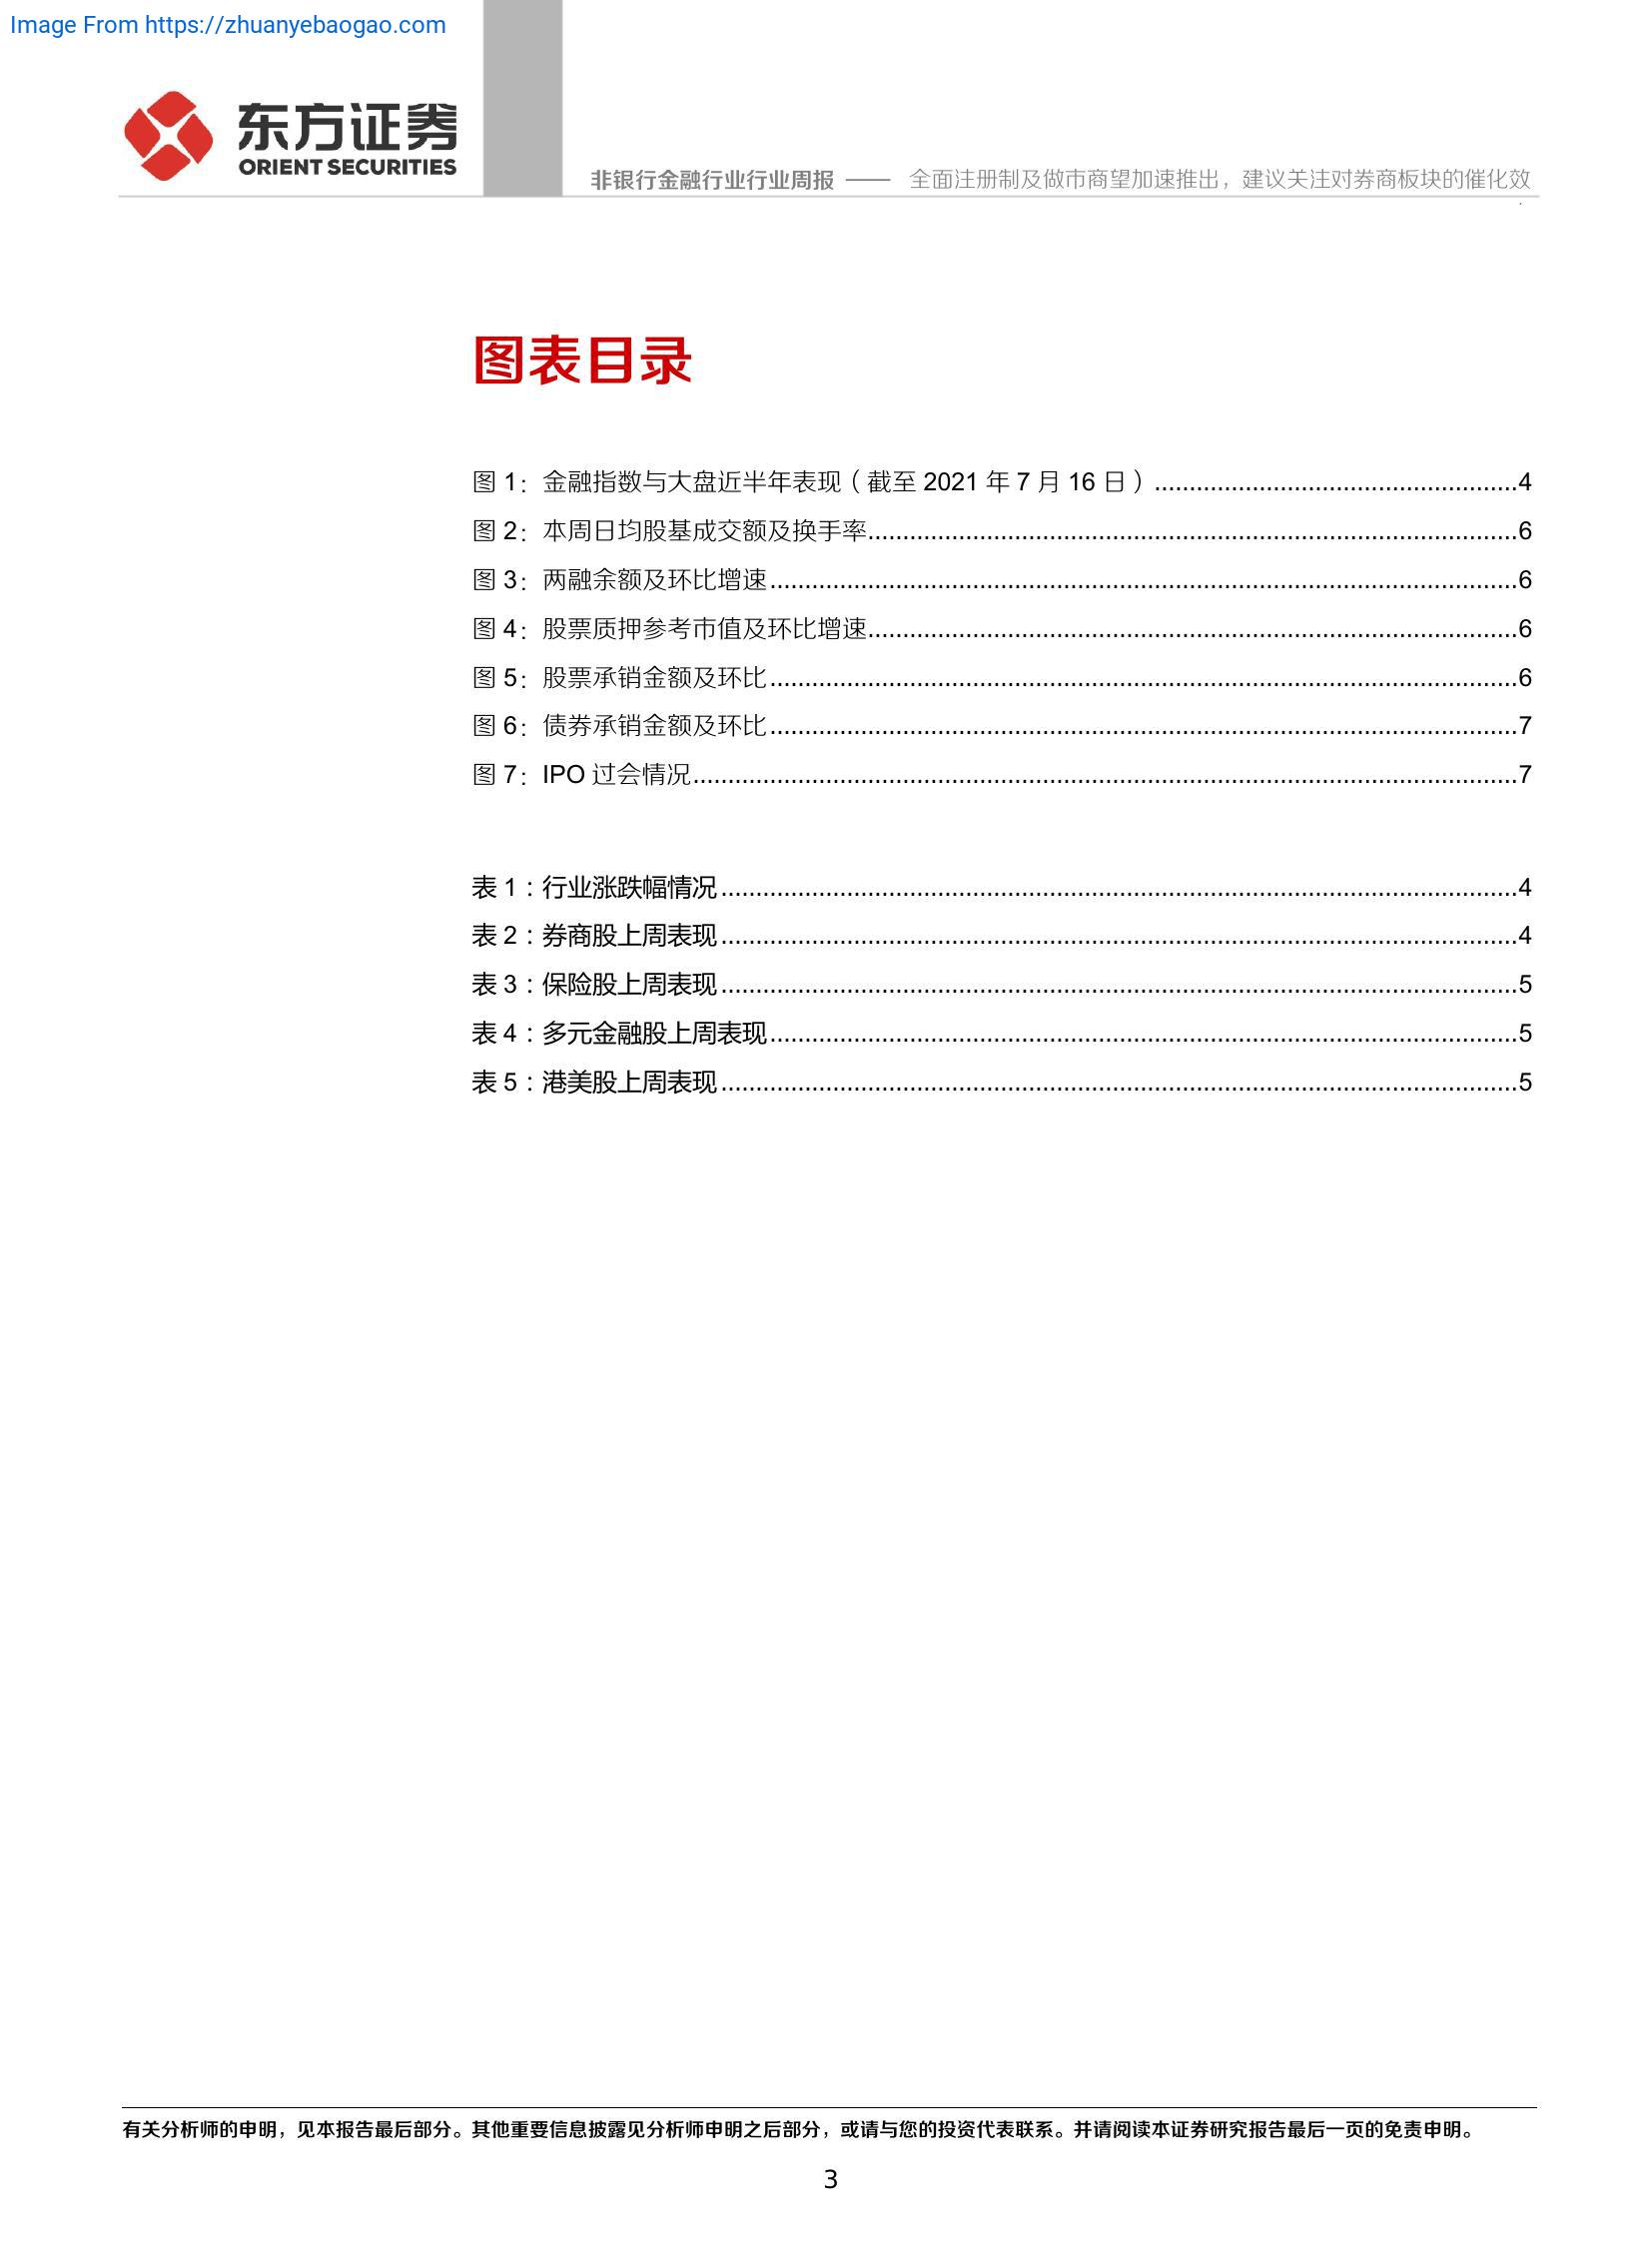 Image From https://zhuanyebaogao.com
东方证券
ORIENT SECURITIES
非银行金融行业行业周报 —— 全面注册制及做市商望加速推出，建议关注对券商板块的催化效
图表目录
图 1：金融指数与大盘近半年表现（截至 2021 年 7 月 16 日）....................................................4
图 2：本周日均股基成交额及换手率.............................................................................................6
图 3：两融余额及环比增速...........................................................................................................6
图 4：股票质押参考市值及环比增速.............................................................................................6
图 5：股票承销金额及环比...........................................................................................................6
图 6：债券承销金额及环比...........................................................................................................7
图 7：IPO 过会情况......................................................................................................................7
表 1：行业涨跌幅情况..................................................................................................................4
表 2：券商股上周表现..................................................................................................................4
表 3：保险股上周表现..................................................................................................................5
表 4：多元金融股上周表现...........................................................................................................5
表 5：港美股上周表现..................................................................................................................5
有关分析师的申明，见本报告最后部分。其他重要信息披露见分析师申明之后部分，或请与您的投资代表联系。并请阅读本证券研究报告最后一页的免责申明。
3